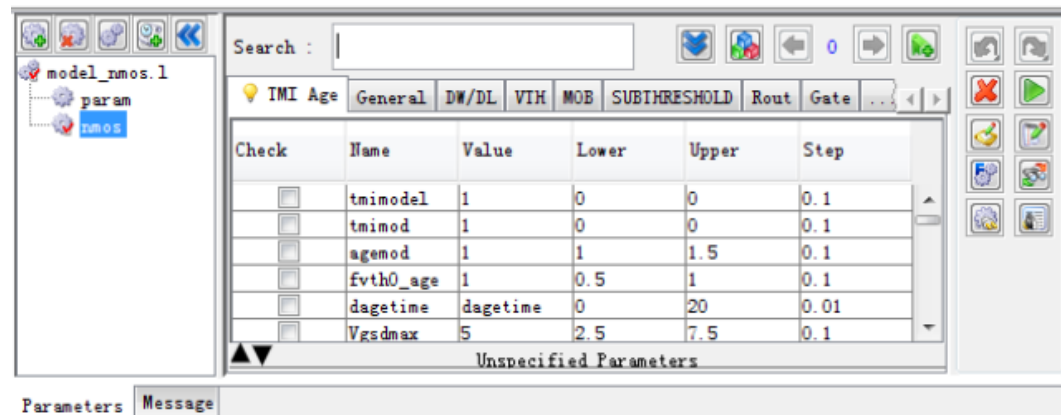 Search :
0
model_nmos.l
param
nmos
TMI Age General DW/DL VTH MOB SUBTHRESHOLD Rout Gate ...
Check Name Value Lower Upper Step
tmimodel 1 0 0 0.1
tmimod 1 0 0 0.1
agemod 1 1 1.5 0.1
fvth0_age 1 0.5 1 0.1
dagetime dagetime 0 20 0.01
Vgsdmax 5 2.5 7.5 0.1
Unspecified Parameters
Parameters Message